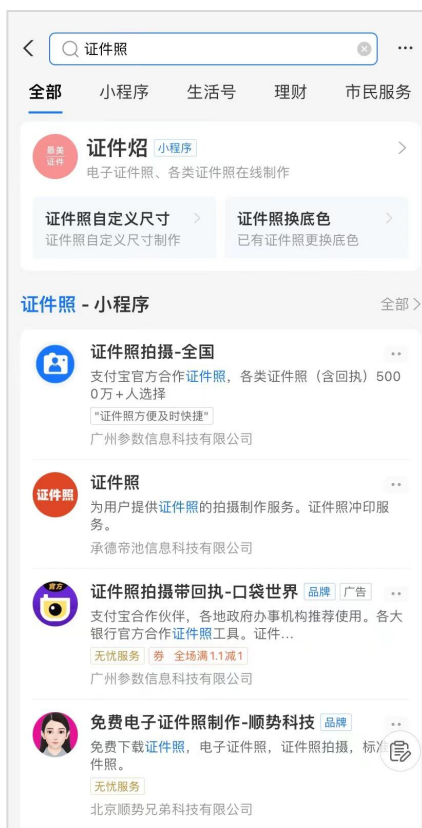 证件照
全部 小程序 生活号 理财 市民服务
最美
证件
证件炤 小程序
电子证件照、各类证件照在线制作
证件照自定义尺寸 证件照换底色
证件照自定义尺寸制作 已有证件照更换底色
证件照 - 小程序 全部
证件照拍摄-全国
支付宝官方合作证件照，各类证件照（含回执）500
0万+人选择
"证件照方便及时快捷"
广州参数信息科技有限公司
证件照
证件照
为用户提供证件照的拍摄制作服务。证件照冲印服
务。
承德帝池信息科技有限公司
官方
证件照拍摄带回执-口袋世界 品牌 广告
支付宝合作伙伴，各地政府办事机构推荐使用。各大
银行官方合作证件照工具。证件...
无忧服务 券 全场满1.1减1
广州参数信息科技有限公司
免费电子证件照制作-顺势科技 品牌
免费下载证件照，电子证件照，证件照拍摄，标
件照。
无忧服务
北京顺势兄弟科技有限公司